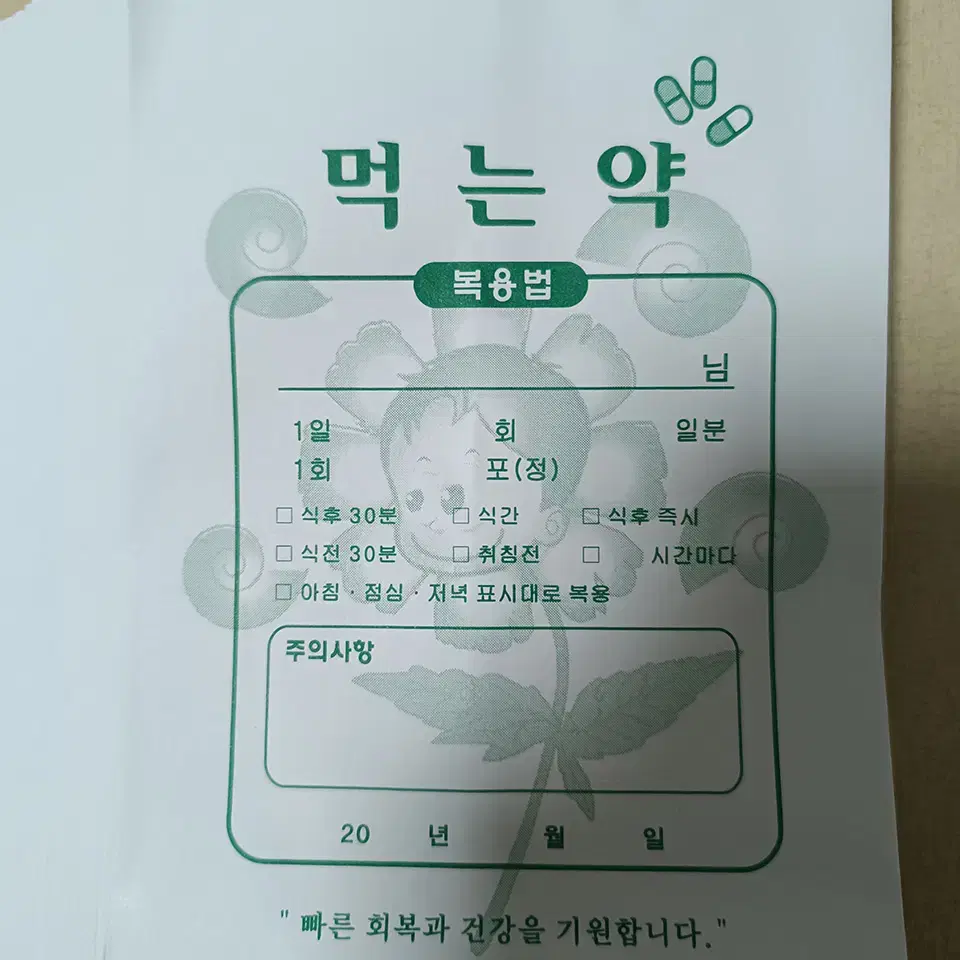 먹는약
복용법
님
1일 회 일분
1회 포(정)
□ 식후 30분 □ 식간 □ 식후 즉시
□ 식전 30분 □ 취침전 □ 시간마다
□ 아침 · 점심 · 저녁 표시대로 복용
주의사항
20 년 월 일
" 빠른 회복과 건강을 기원합니다."